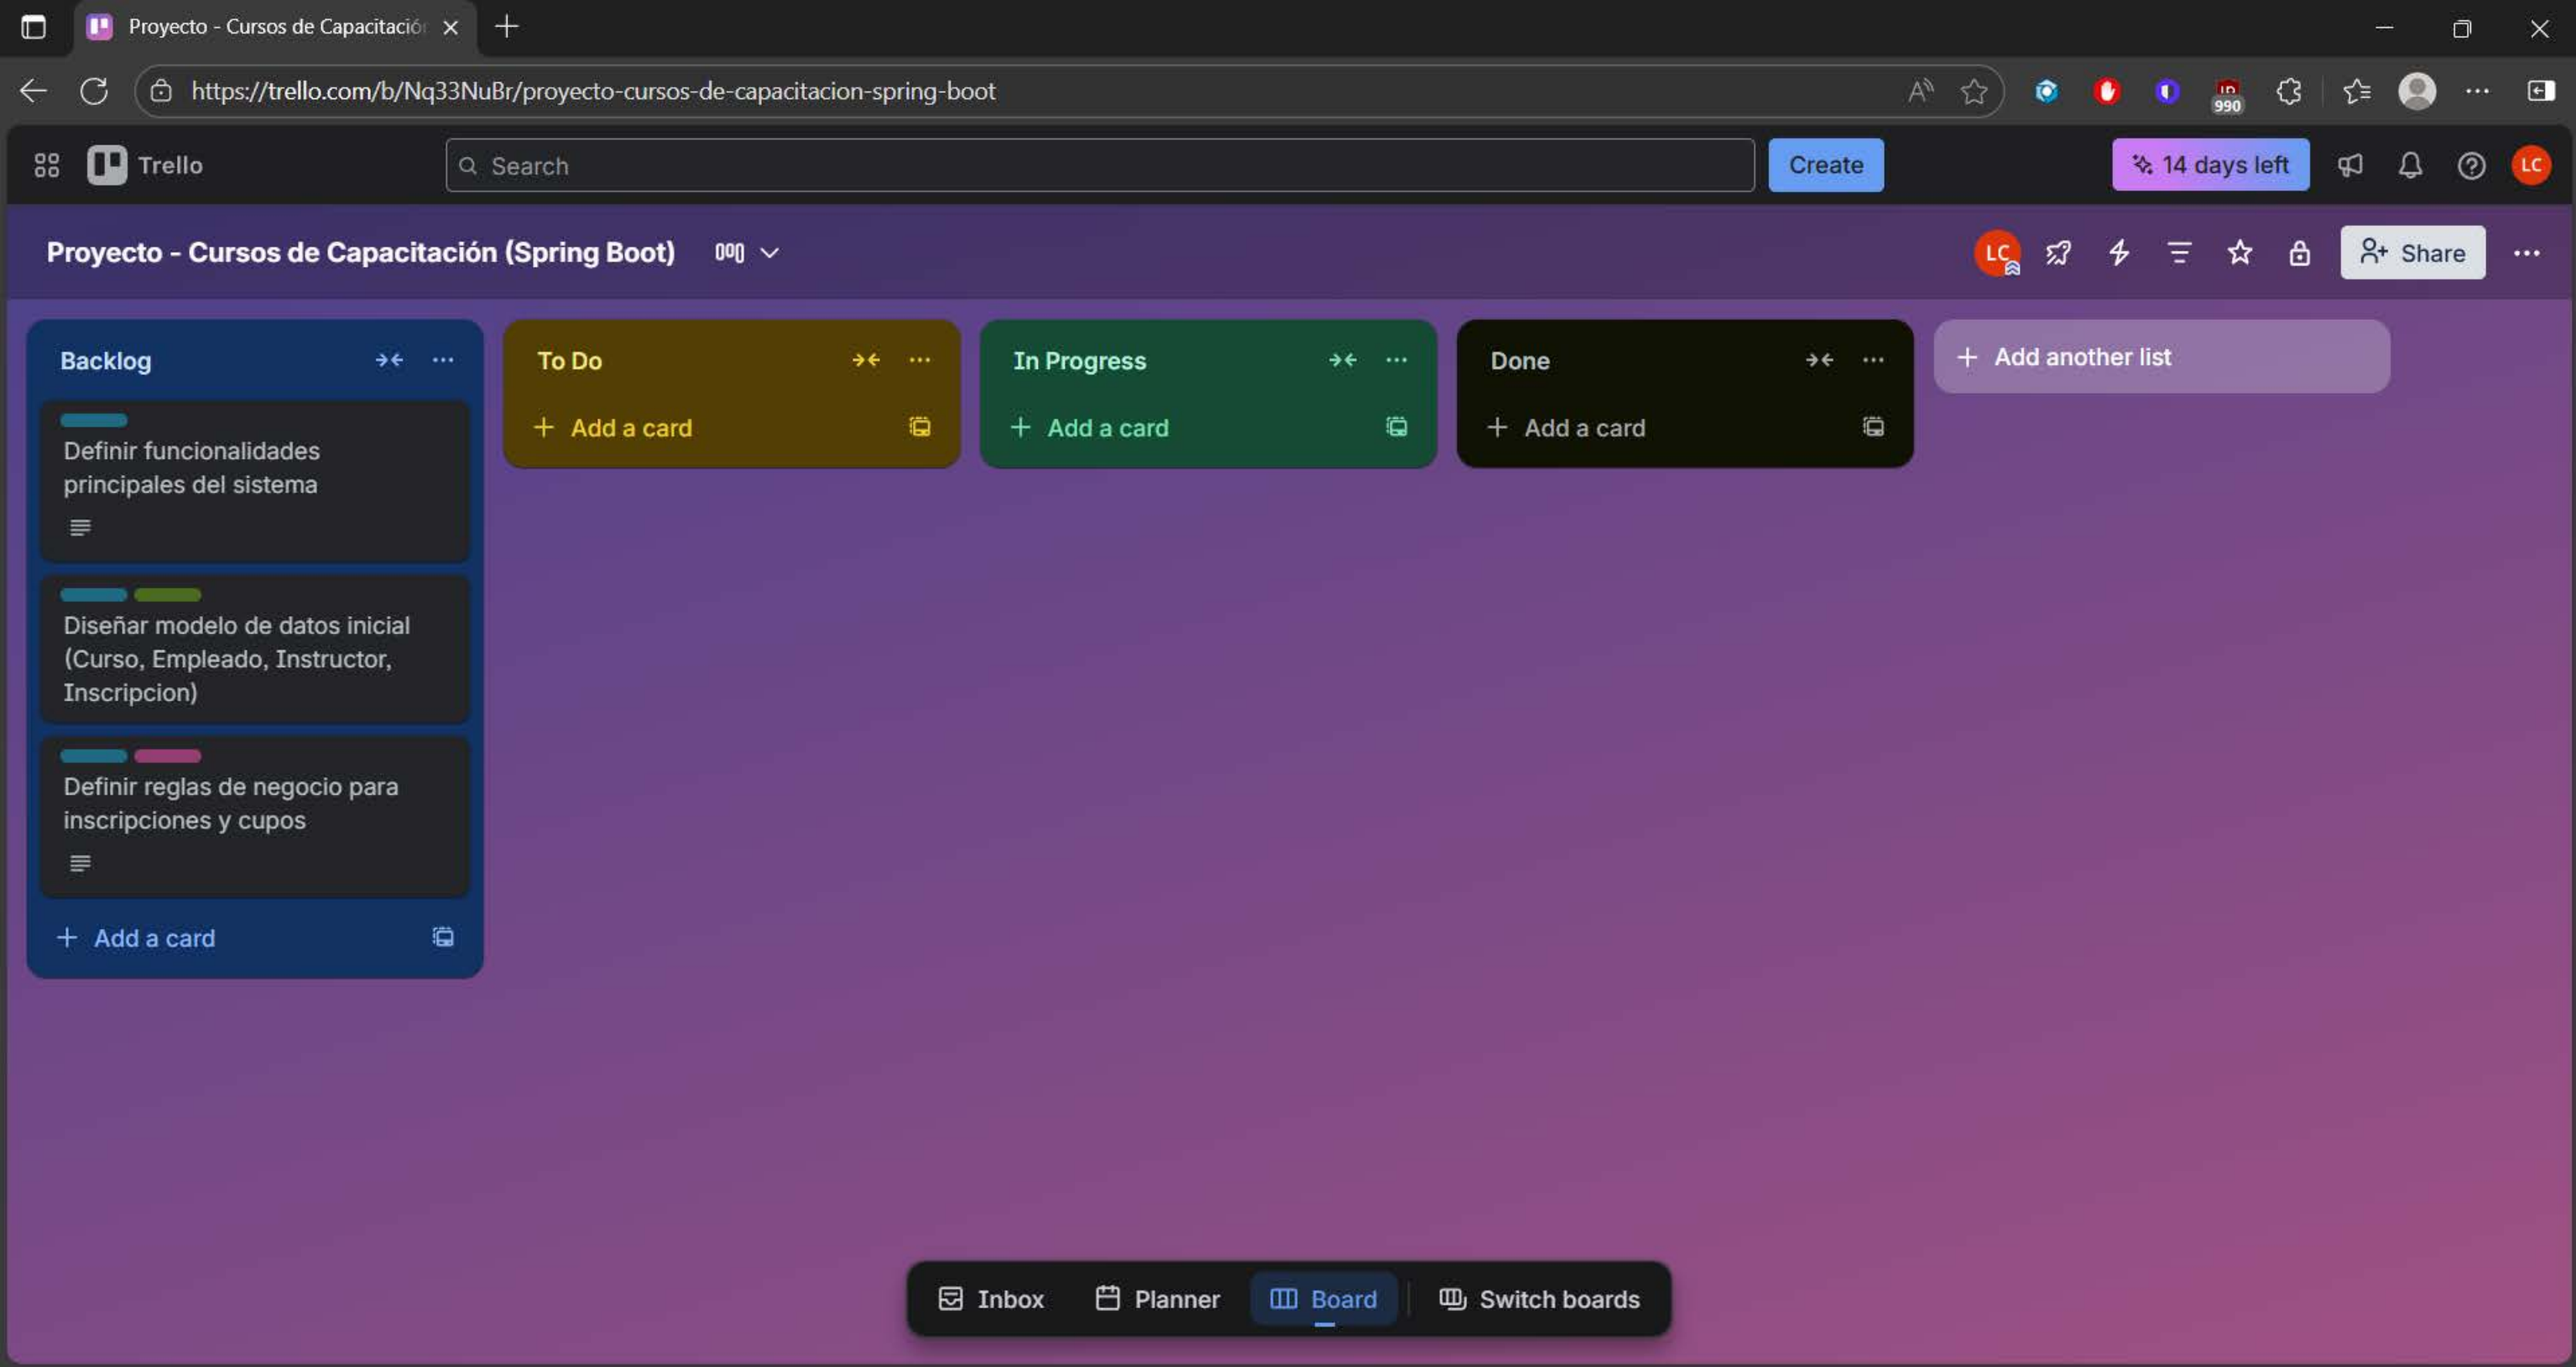 Proyecto - Cursos de Capacitació
https://trello.com/b/Nq33NuBr/proyecto-cursos-de-capacitacion-spring-boot
990
Trello
Search
Create
14 days left
LC
Proyecto - Cursos de Capacitación (Spring Boot)
LC
Share
Backlog
Definir funcionalidades
principales del sistema
Diseñar modelo de datos inicial
(Curso, Empleado, Instructor,
Inscripcion)
Definir reglas de negocio para
inscripciones y cupos
+ Add a card
To Do
+ Add a card
In Progress
+ Add a card
Done
+ Add a card
+ Add another list
Inbox
Planner
Board
Switch boards